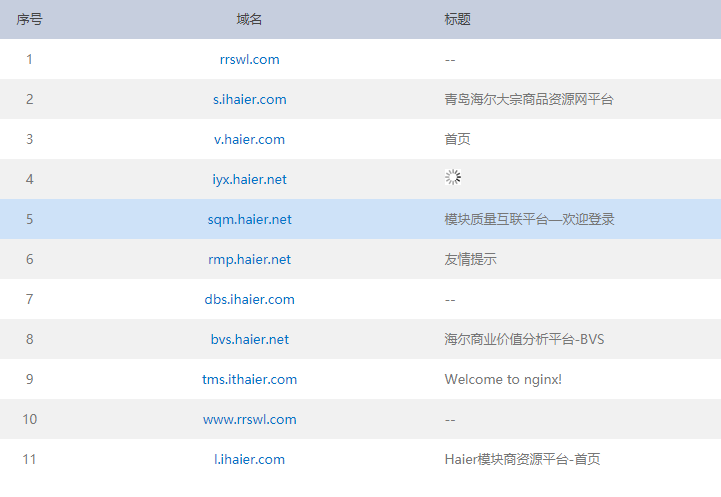 序号 域名 标题
1 rrswl.com --
2 s.ihaier.com 青岛海尔大宗商品资源网平台
3 v.haier.com 首页
4 iyx.haier.net
5 sqm.haier.net 模块质量互联平台—欢迎登录
6 rmp.haier.net 友情提示
7 dbs.ihaier.com --
8 bvs.haier.net 海尔商业价值分析平台-BVS
9 tms.ithaier.com Welcome to nginx!
10 www.rrswl.com --
11 l.ihaier.com Haier模块商资源平台-首页